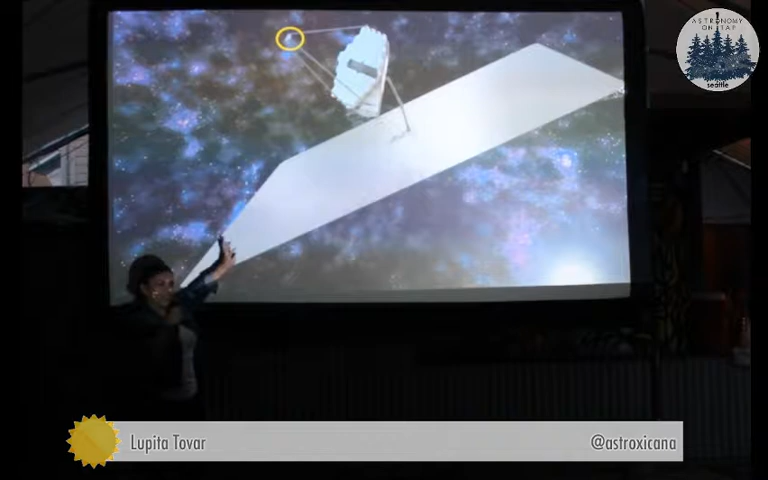 ASTRONOMY
ON TAP
seattle
Lupita Tovar
@astroxicana